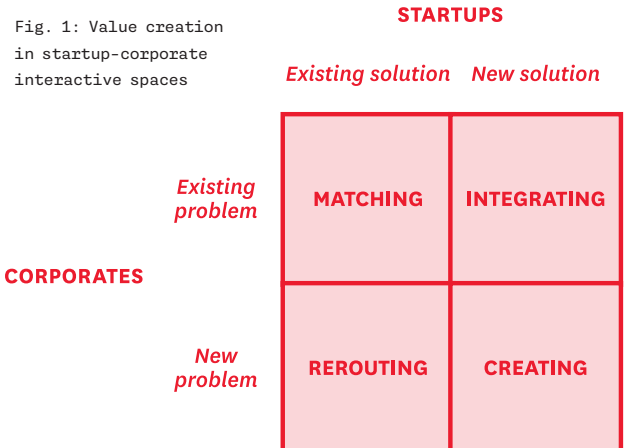 Fig. 1: Value creation
in startup-corporate
interactive spaces
STARTUPS
Existing solution New solution
Existing
problem
MATCHING INTEGRATING
CORPORATES
New
problem
REROUTING CREATING